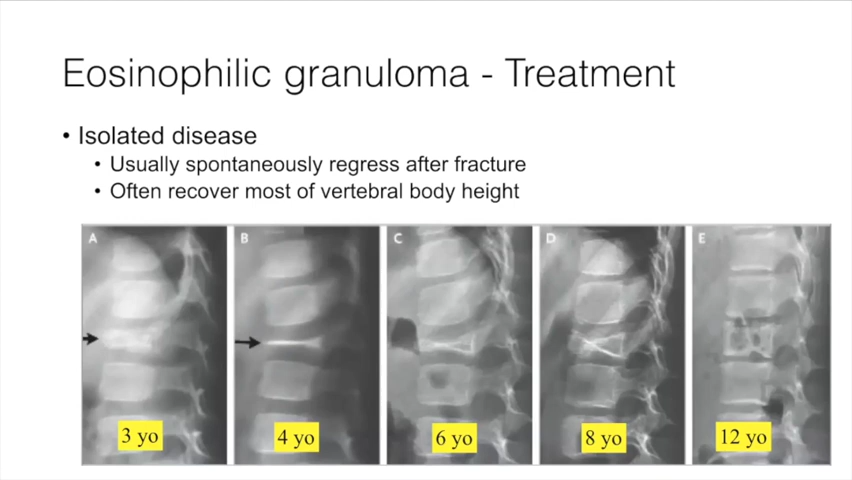 Eosinophilic granuloma - Treatment
• Isolated disease
• Usually spontaneously regress after fracture
• Often recover most of vertebral body height
A B C D E
3 yo 4 yo 6 yo 8 yo 12 yo